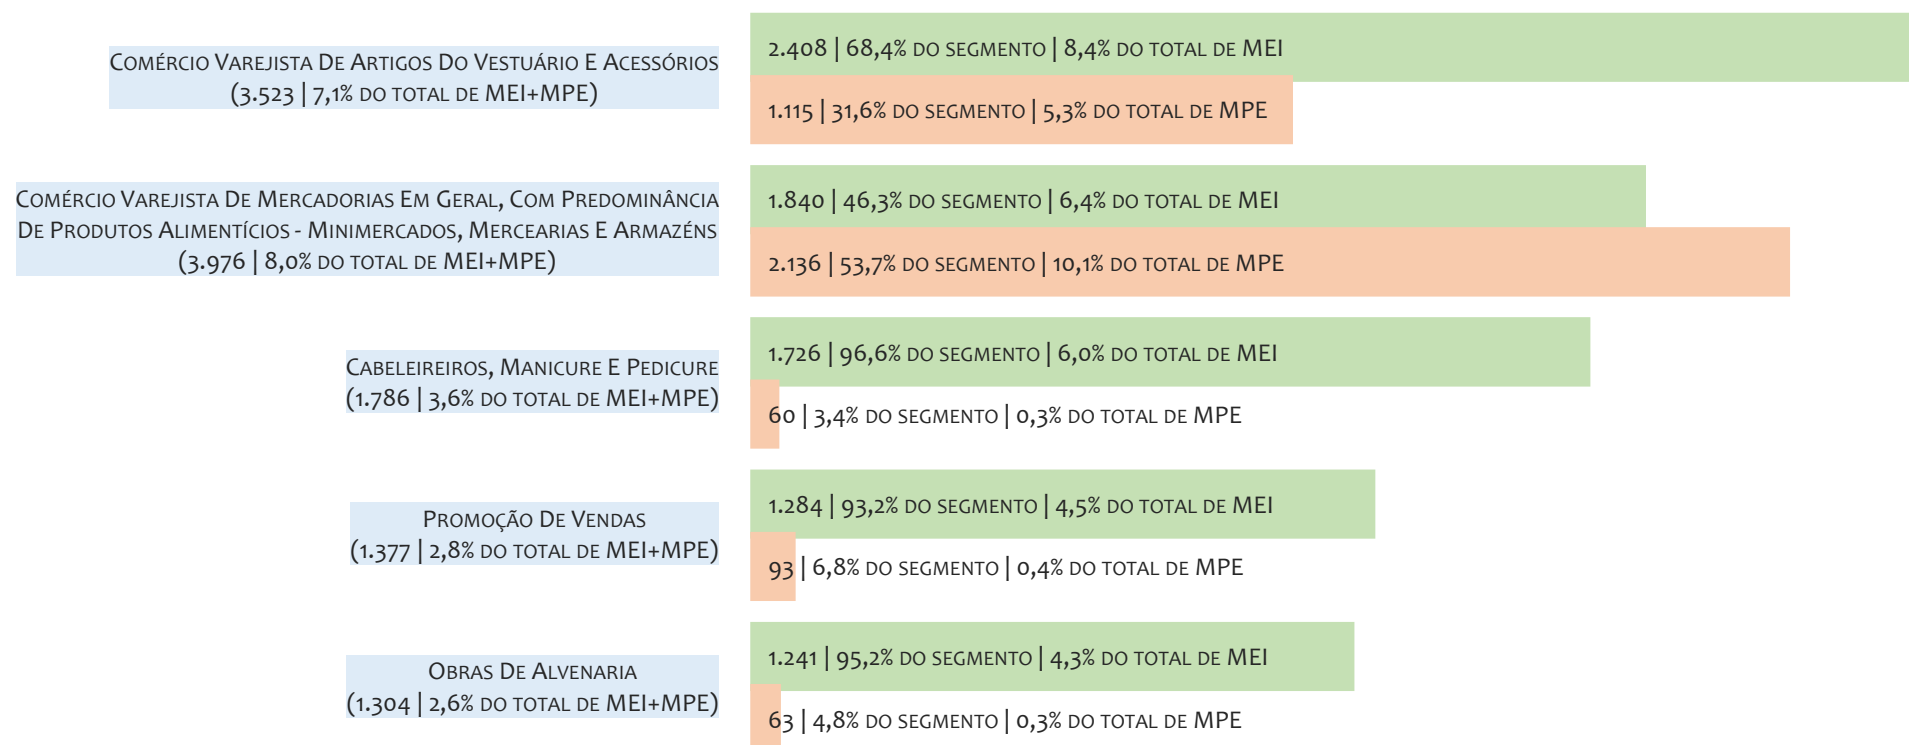 Comércio Varejista De Artigos Do Vestuário E Acessórios
(3.523 | 7,1% do total de MEI+MPE)
2.408 | 68,4% do segmento | 8,4% do total de MEI
1.115 | 31,6% do segmento | 5,3% do total de MPE
Comércio Varejista De Mercadorias Em Geral, Com Predominância
De Produtos Alimentícios - Minimercados, Mercearias E Armazéns
(3.976 | 8,0% do total de MEI+MPE)
1.840 | 46,3% do segmento | 6,4% do total de MEI
2.136 | 53,7% do segmento | 10,1% do total de MPE
Cabeleireiros, Manicure E Pedicure
(1.786 | 3,6% do total de MEI+MPE)
1.726 | 96,6% do segmento | 6,0% do total de MEI
60 | 3,4% do segmento | 0,3% do total de MPE
Promoção De Vendas
(1.377 | 2,8% do total de MEI+MPE)
1.284 | 93,2% do segmento | 4,5% do total de MEI
93 | 6,8% do segmento | 0,4% do total de MPE
Obras De Alvenaria
(1.304 | 2,6% do total de MEI+MPE)
1.241 | 95,2% do segmento | 4,3% do total de MEI
63 | 4,8% do segmento | 0,3% do total de MPE